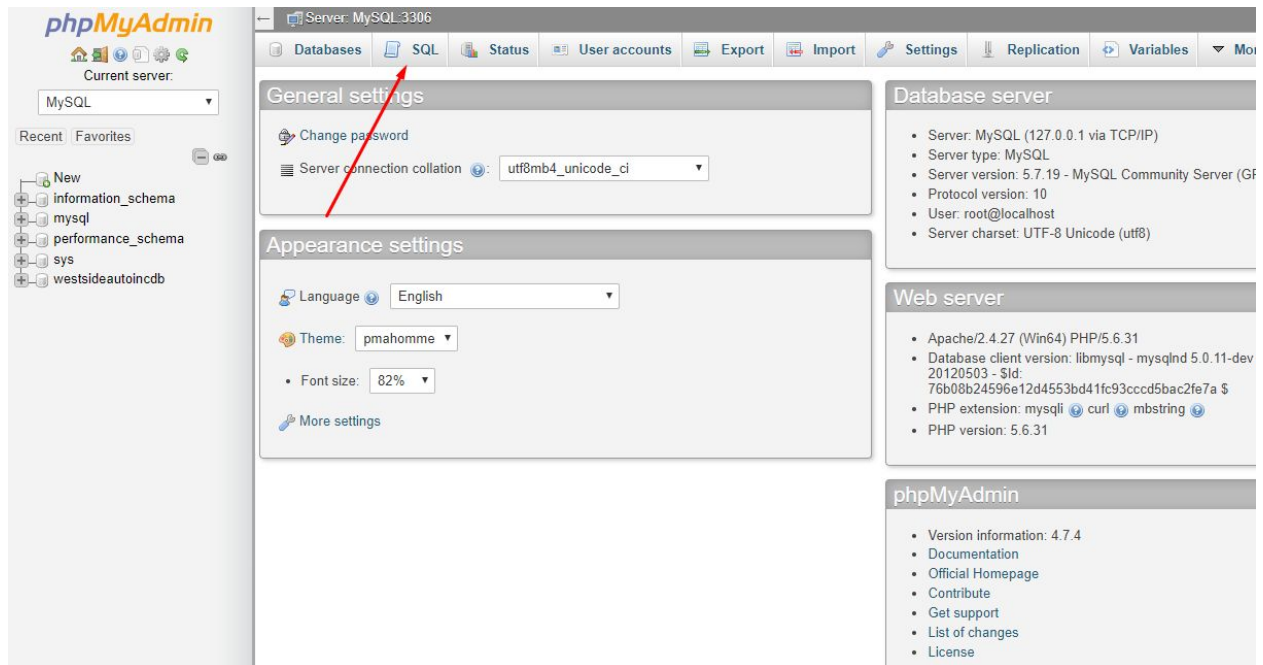 phpMyAdmin
Current server:
MySQL
Recent Favorites
New
information_schema
mysql
performance_schema
sys
westsideautoincdb
Server: MySQL:3306
Databases SQL Status User accounts Export Import Settings Replication Variables
General settings
Change password
Server connection collation : utf8mb4_unicode_ci
Appearance settings
Language English
Theme: pmahomme
• Font size: 82%
More settings
Database server
• Server: MySQL (127.0.0.1 via TCP/IP)
• Server type: MySQL
• Server version: 5.7.19 - MySQL Community Server
• Protocol version: 10
• User: root@localhost
• Server charset: UTF-8 Unicode (utf8)
Web server
• Apache/2.4.27 (Win64) PHP/5.6.31
• Database client version: libmysql - mysqlnd 5.0.11-dev
20120503 - $Id:
76b08b24596e12d4553bd41fc93cccd5bac2fe7a $
• PHP extension: mysqli curl mbstring
• PHP version: 5.6.31
phpMyAdmin
• Version information: 4.7.4
• Documentation
• Official Homepage
• Contribute
• Get support
• List of changes
• License